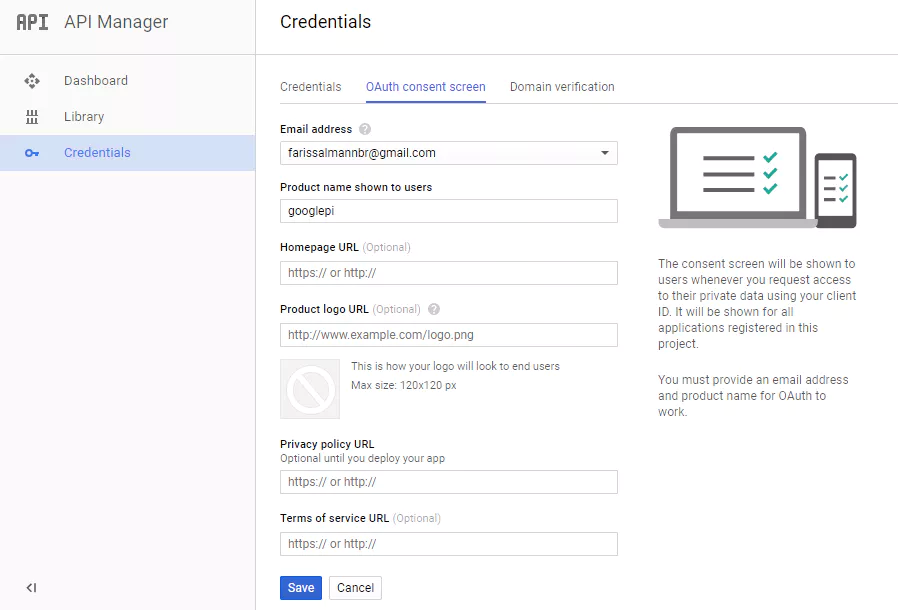 API API Manager
Credentials
Dashboard
Library
Credentials
Credentials OAuth consent screen Domain verification
Email address ?
farissalmannbr@gmail.com
Product name shown to users
googlepi
Homepage URL (Optional)
https:// or http://
Product logo URL (Optional) ?
http://www.example.com/logo.png
This is how your logo will look to end users
Max size: 120x120 px
Privacy policy URL
Optional until you deploy your app
https:// or http://
Terms of service URL (Optional)
https:// or http://
Save Cancel
The consent screen will be shown to
users whenever you request access
to their private data using your client
ID. It will be shown for all
applications registered in this
project.
You must provide an email address
and product name for OAuth to
work.